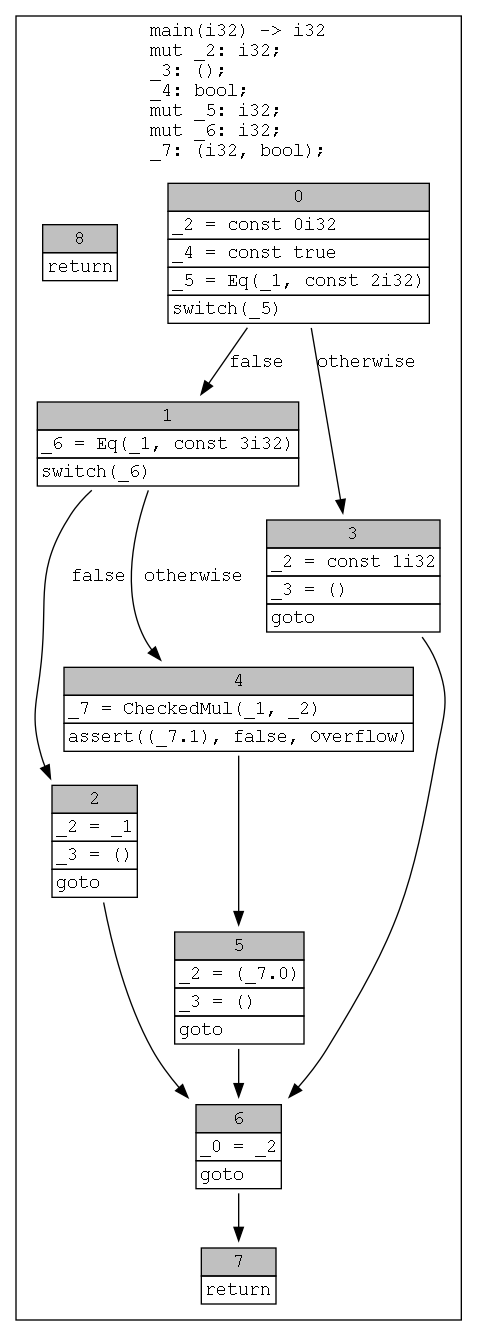 main(i32) -> i32
mut _2: i32;
_3: ();
_4: bool;
mut _5: i32;
mut _6: i32;
_7: (i32, bool);
0
_2 = const 0i32
_4 = const true
_5 = Eq(_1, const 2i32)
switch(_5)
8
return
false
otherwise
1
_6 = Eq(_1, const 3i32)
switch(_6)
3
_2 = const 1i32
_3 = ()
goto
false
otherwise
4
_7 = CheckedMul(_1, _2)
assert((_7.1), false, Overflow)
2
_2 = _1
_3 = ()
goto
5
_2 = (_7.0)
_3 = ()
goto
6
_0 = _2
goto
7
return